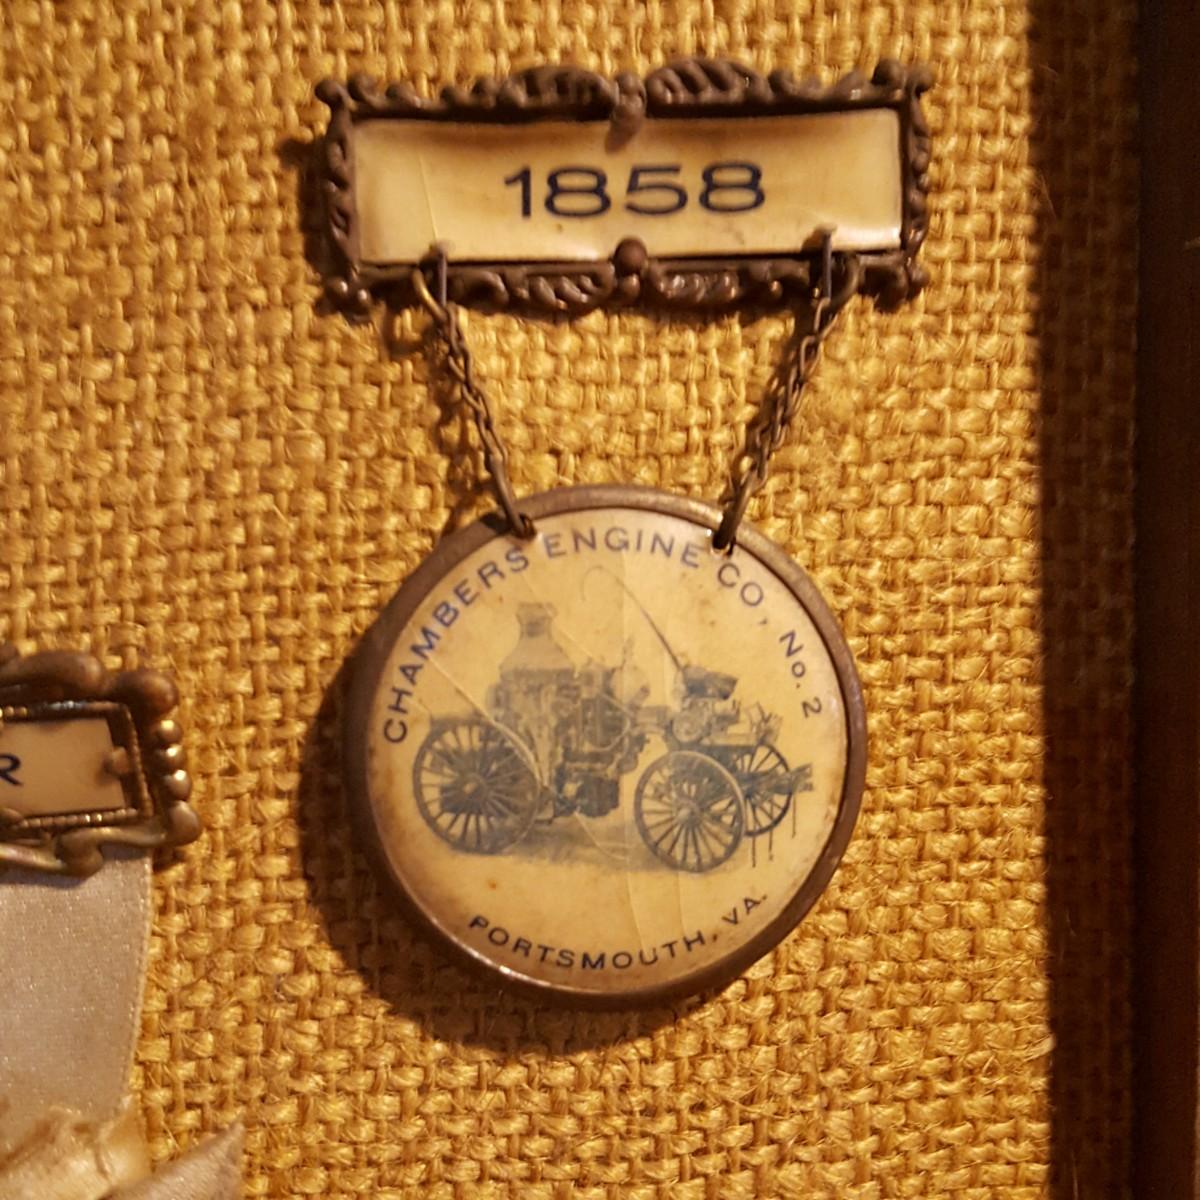 1858
CHAMBERS ENGINE CO, No. 2
PORTSMOUTH, VA.
R